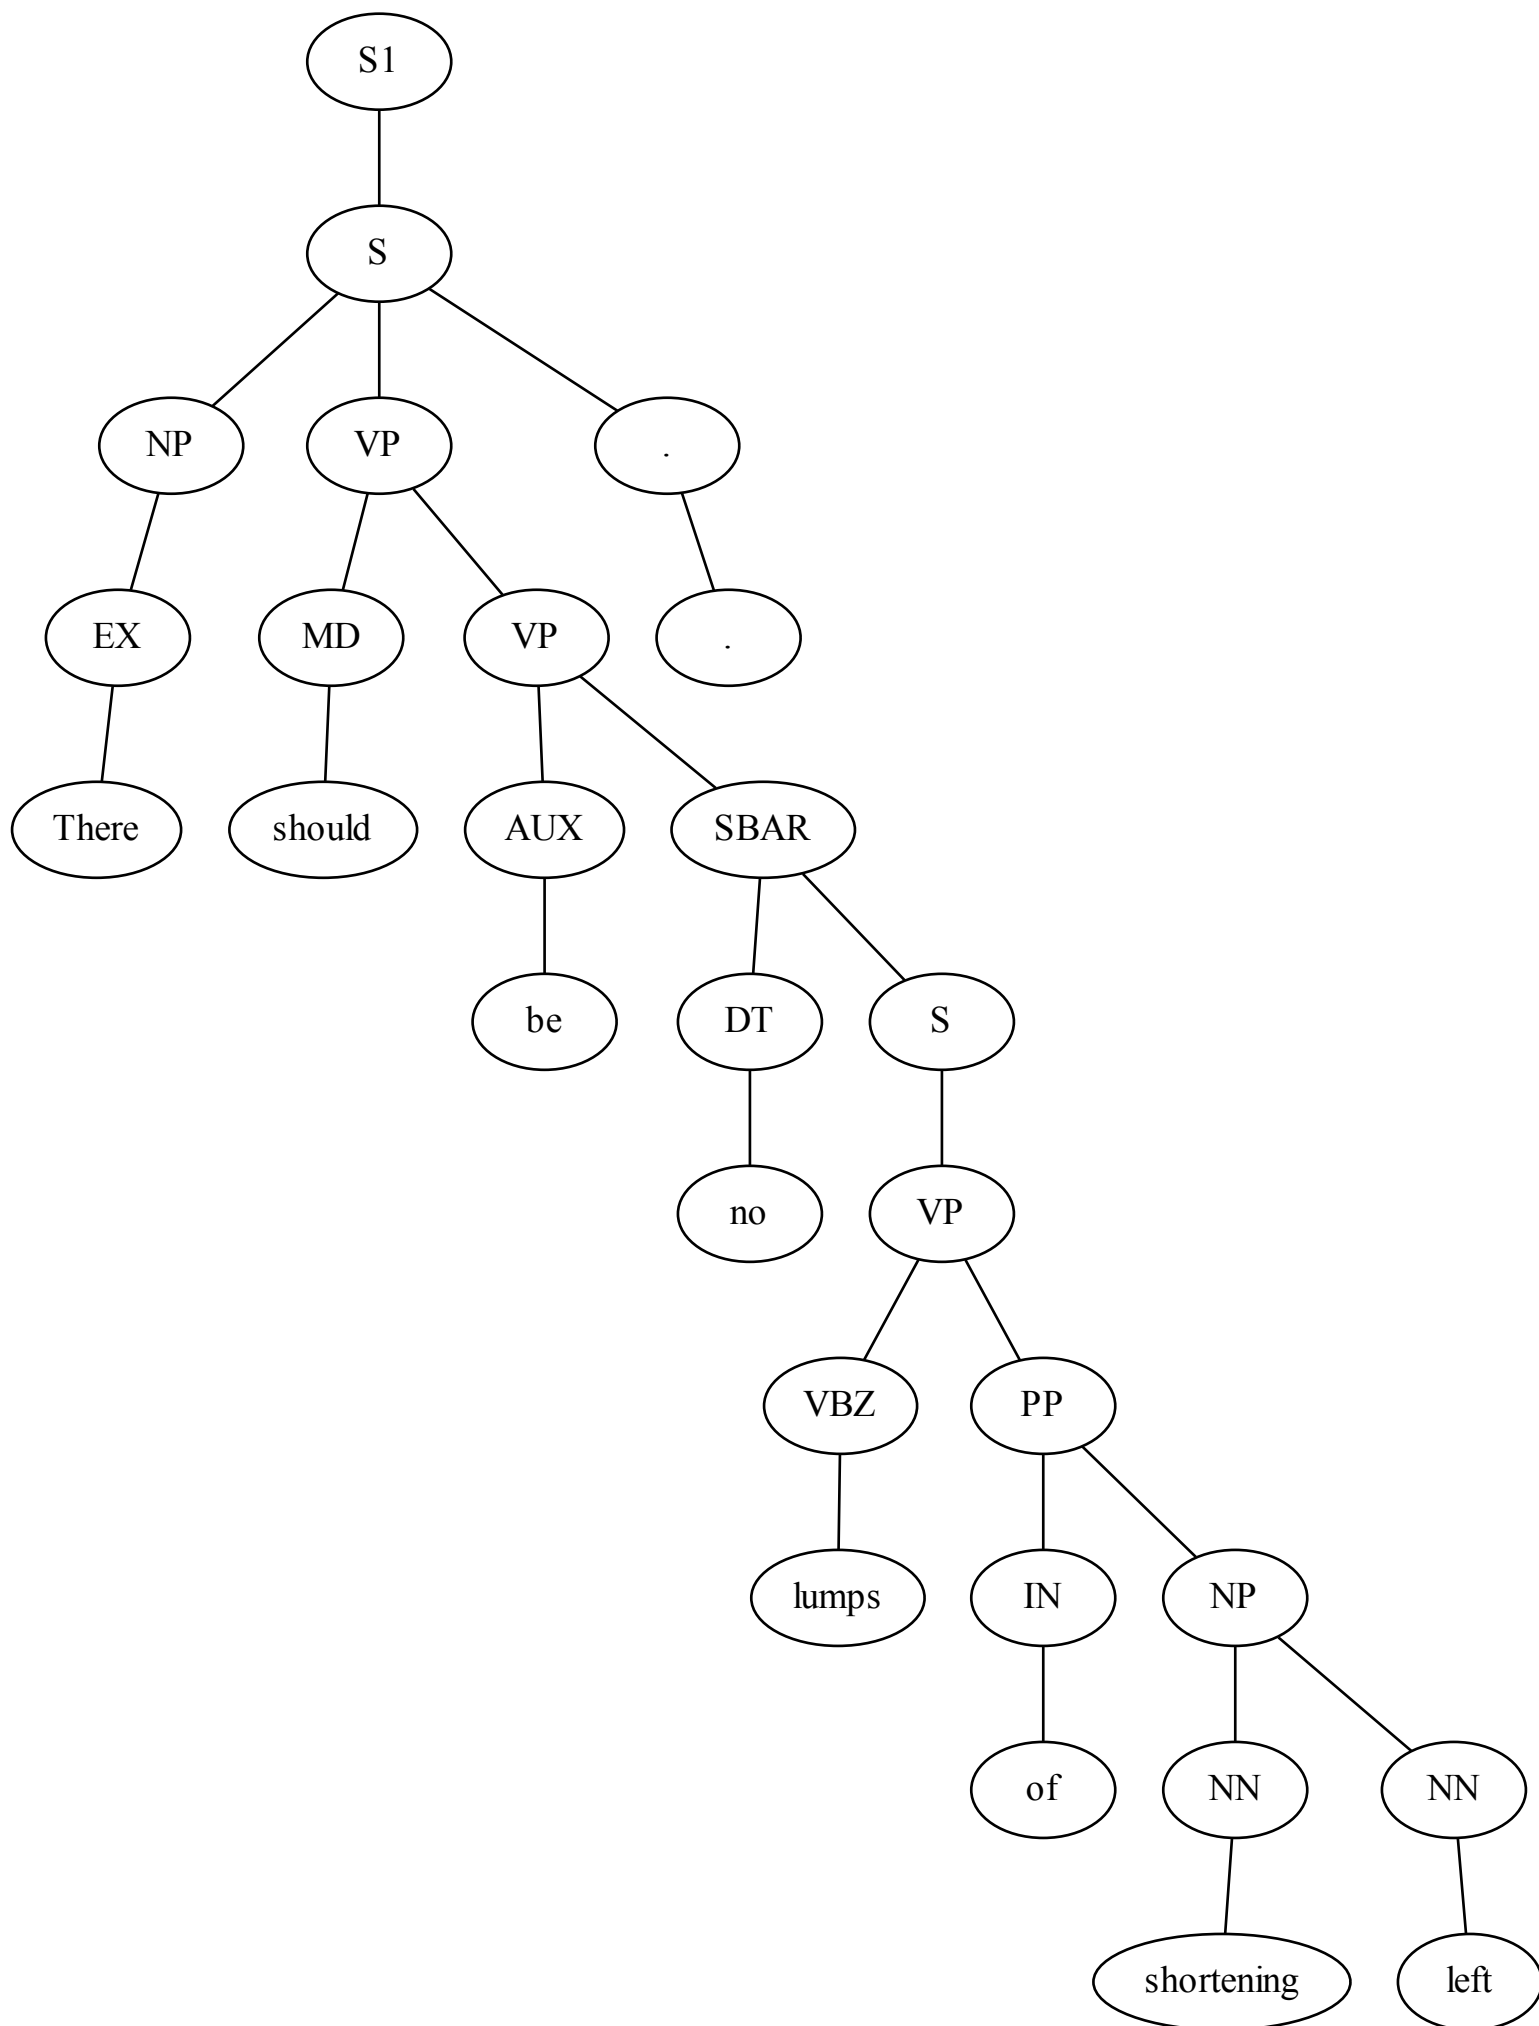 S1
S
NP VP .
EX MD VP .
There should AUX SBAR
be DT S
no VP
VBZ PP
lumps IN NP
of NN NN
shortening left